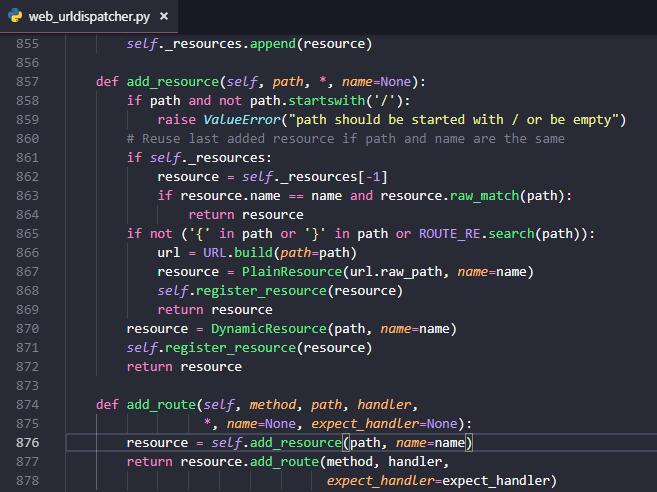 web_urldispatcher.py ×
855 self._resources.append(resource)
856
857 def add_resource(self, path, *, name=None):
858 if path and not path.startswith('/'):
859 raise ValueError("path should be started with / or be empty")
860 # Reuse last added resource if path and name are the same
861 if self._resources:
862 resource = self._resources[-1]
863 if resource.name == name and resource.raw_match(path):
864 return resource
865 if not ('{' in path or '}' in path or ROUTE_RE.search(path)):
866 url = URL.build(path=path)
867 resource = PlainResource(url.raw_path, name=name)
868 self.register_resource(resource)
869 return resource
870 resource = DynamicResource(path, name=name)
871 self.register_resource(resource)
872 return resource
873
874 def add_route(self, method, path, handler,
875 *, name=None, expect_handler=None):
876 resource = self.add_resource(path, name=name)
877 return resource.add_route(method, handler,
878 expect_handler=expect_handler)